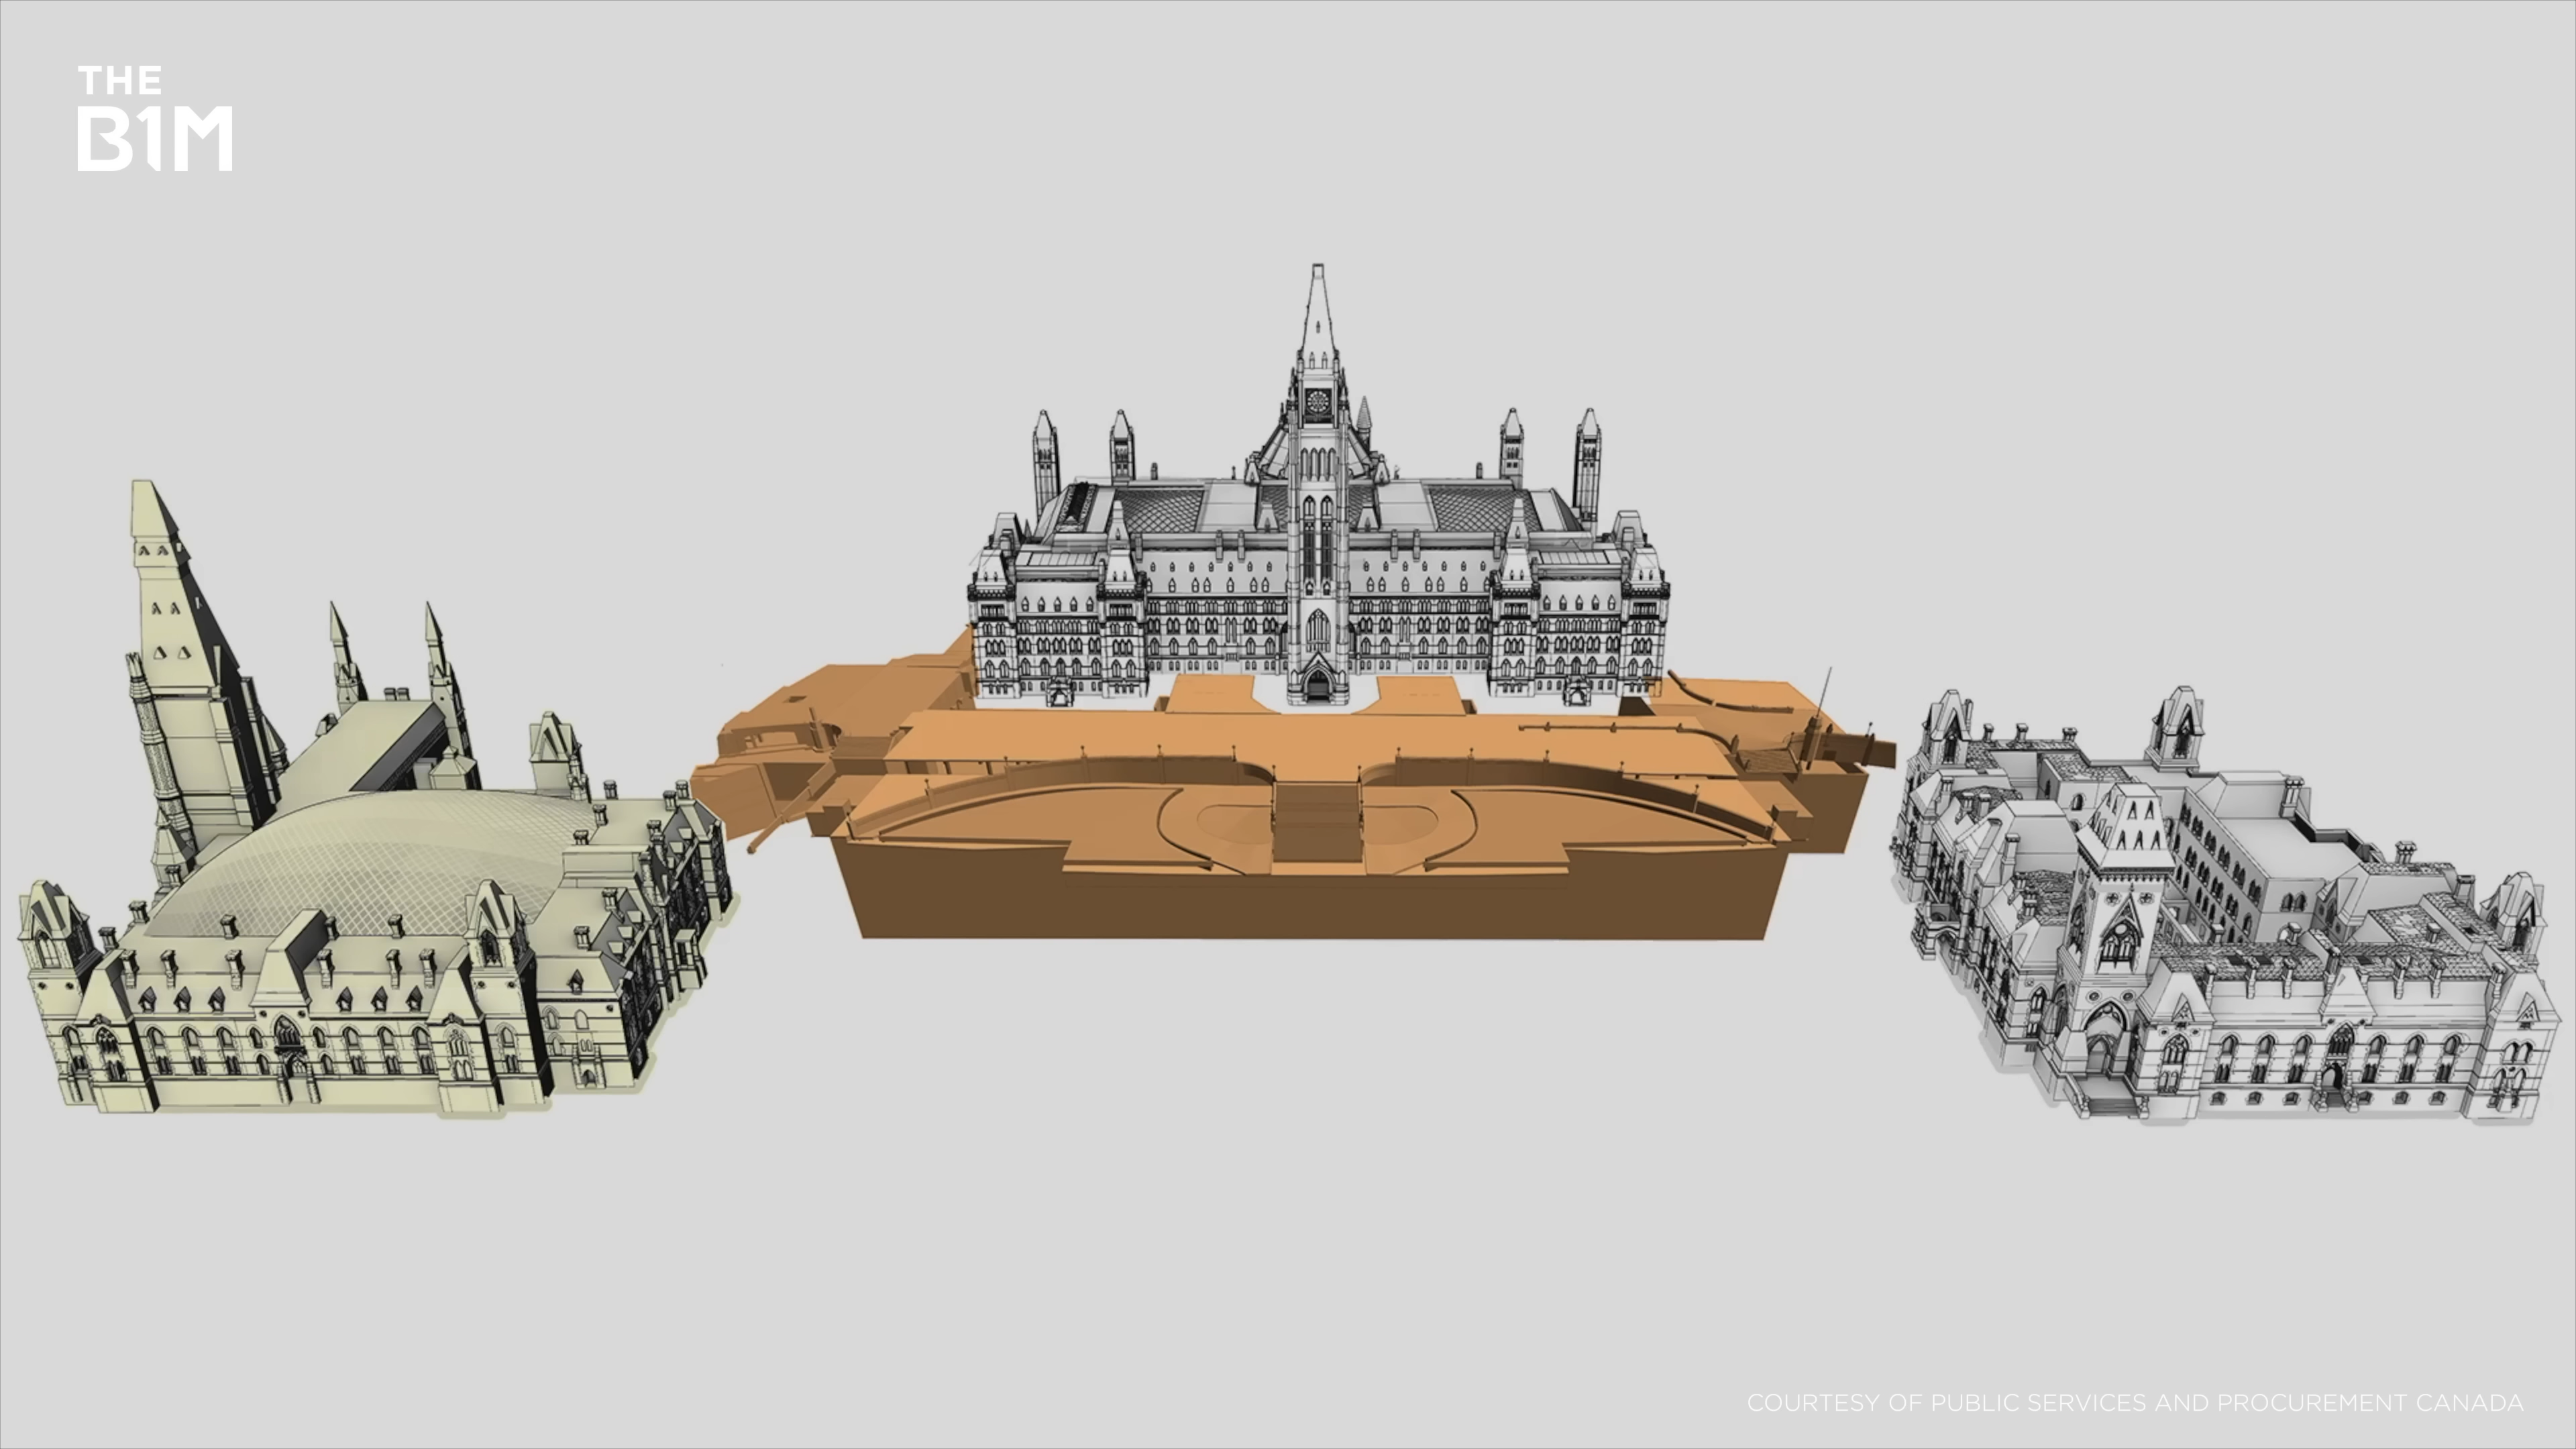 THE
B1M
COURTESY OF PUBLIC SERVICES AND PROCUREMENT CANADA